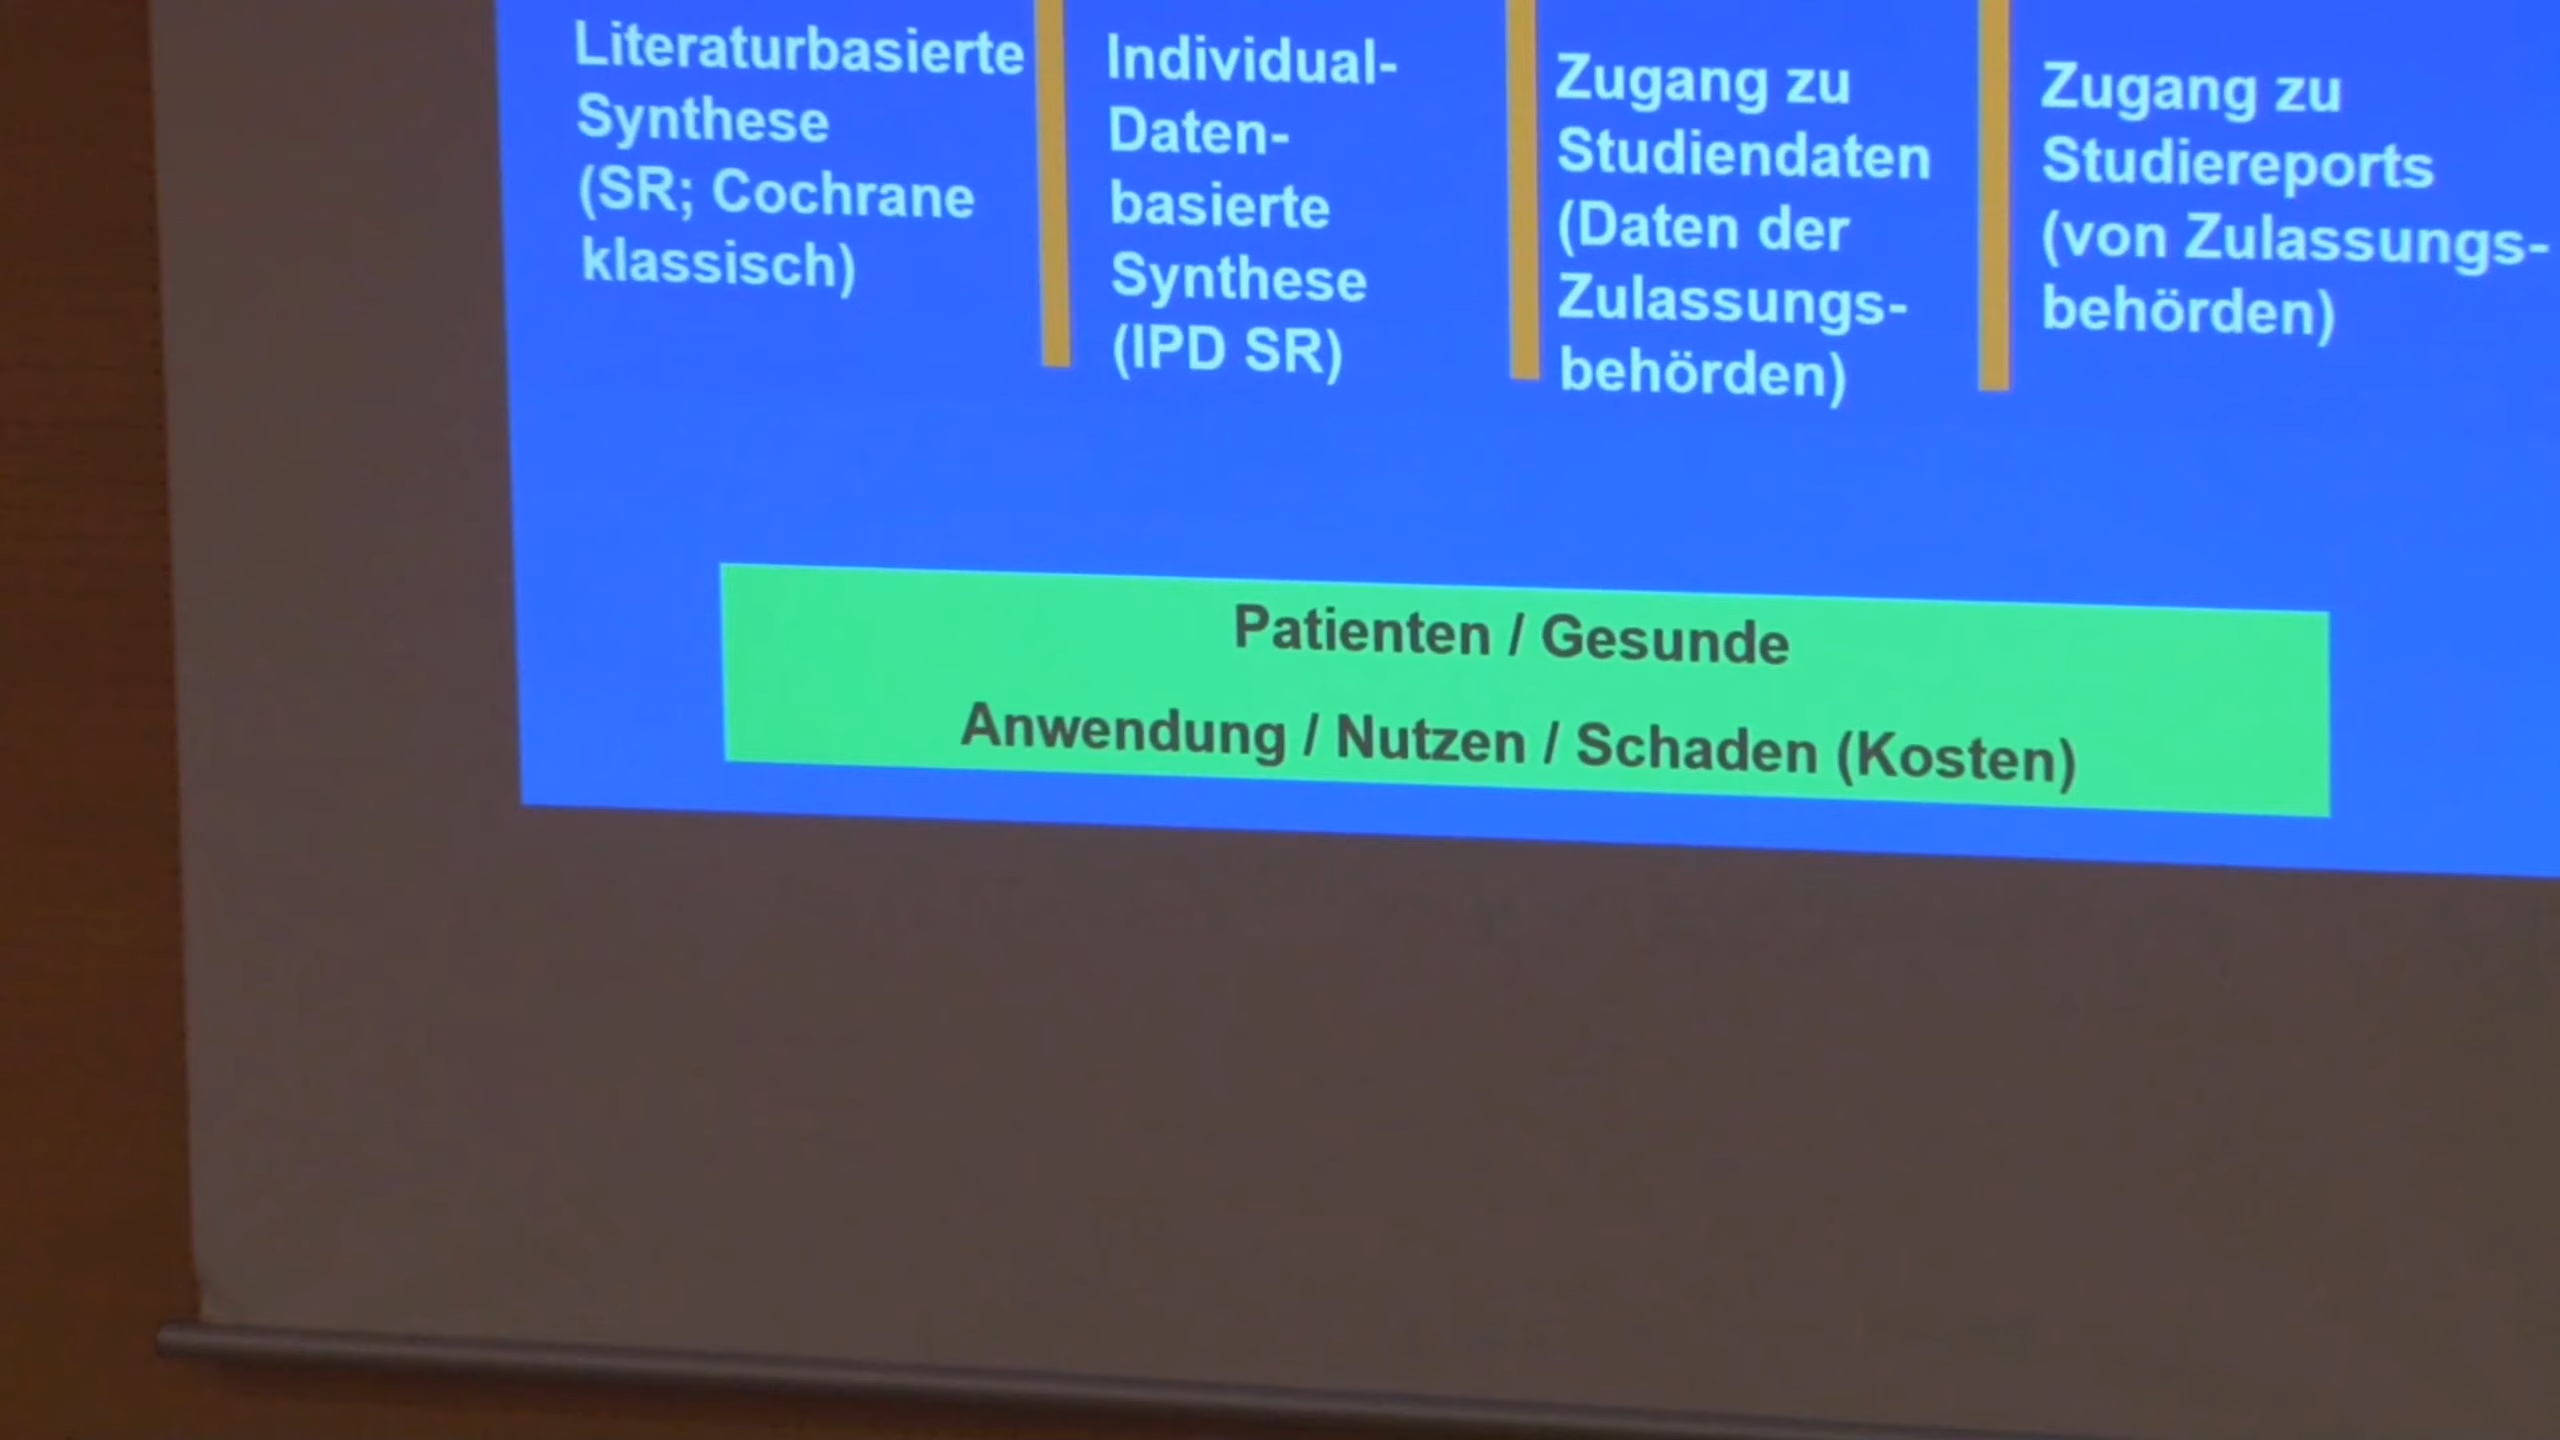 Literaturbasierte
Synthese
(SR; Cochrane
klassisch)
Individual-
Daten-
basierte
Synthese
(IPD SR)
Zugang zu
Studiendaten
(Daten der
Zulassungs-
behörden)
Zugang zu
Studiereports
(von Zulassungs-
behörden)
Patienten / Gesunde
Anwendung / Nutzen / Schaden (Kosten)